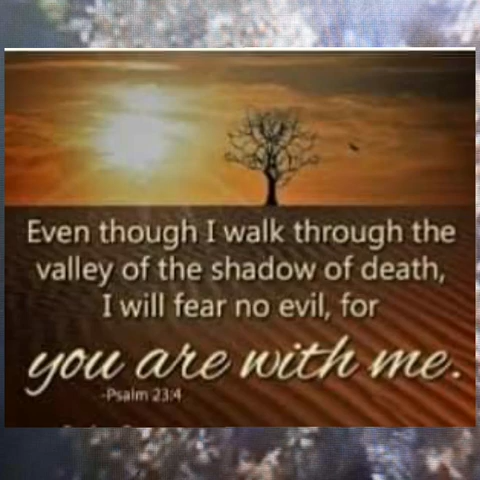 Even though I walk through the
valley of the shadow of death,
I will fear no evil, for
you are with me.
-Psalm 23:4